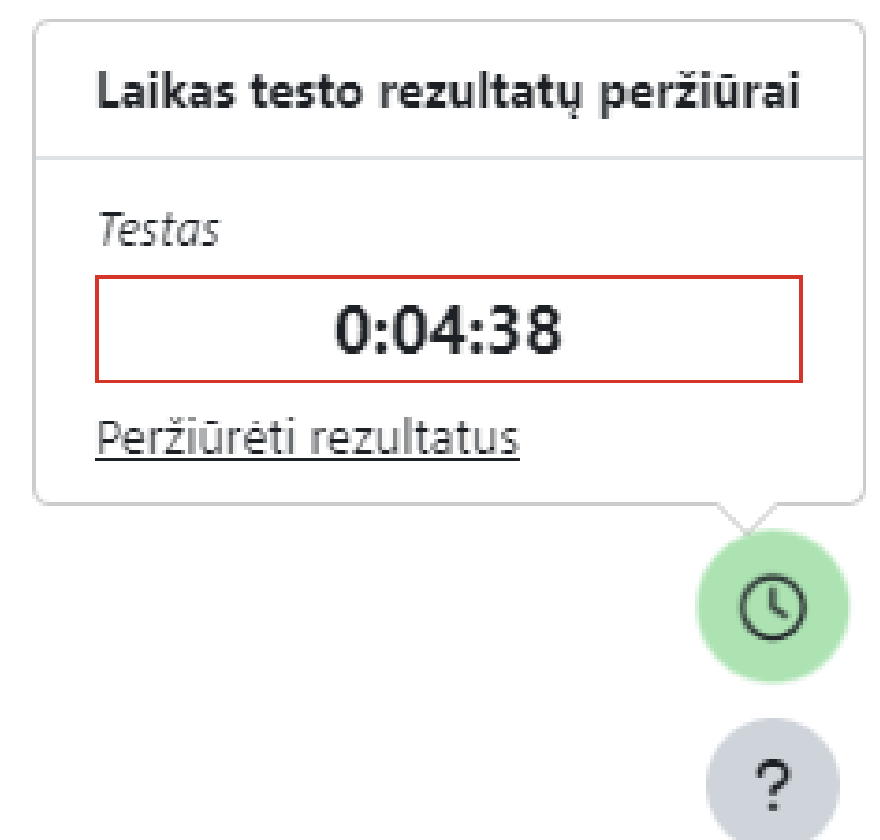 Laikas testo rezultatų peržiūrai
Testas
0:04:38
Peržiūrėti rezultatus
?